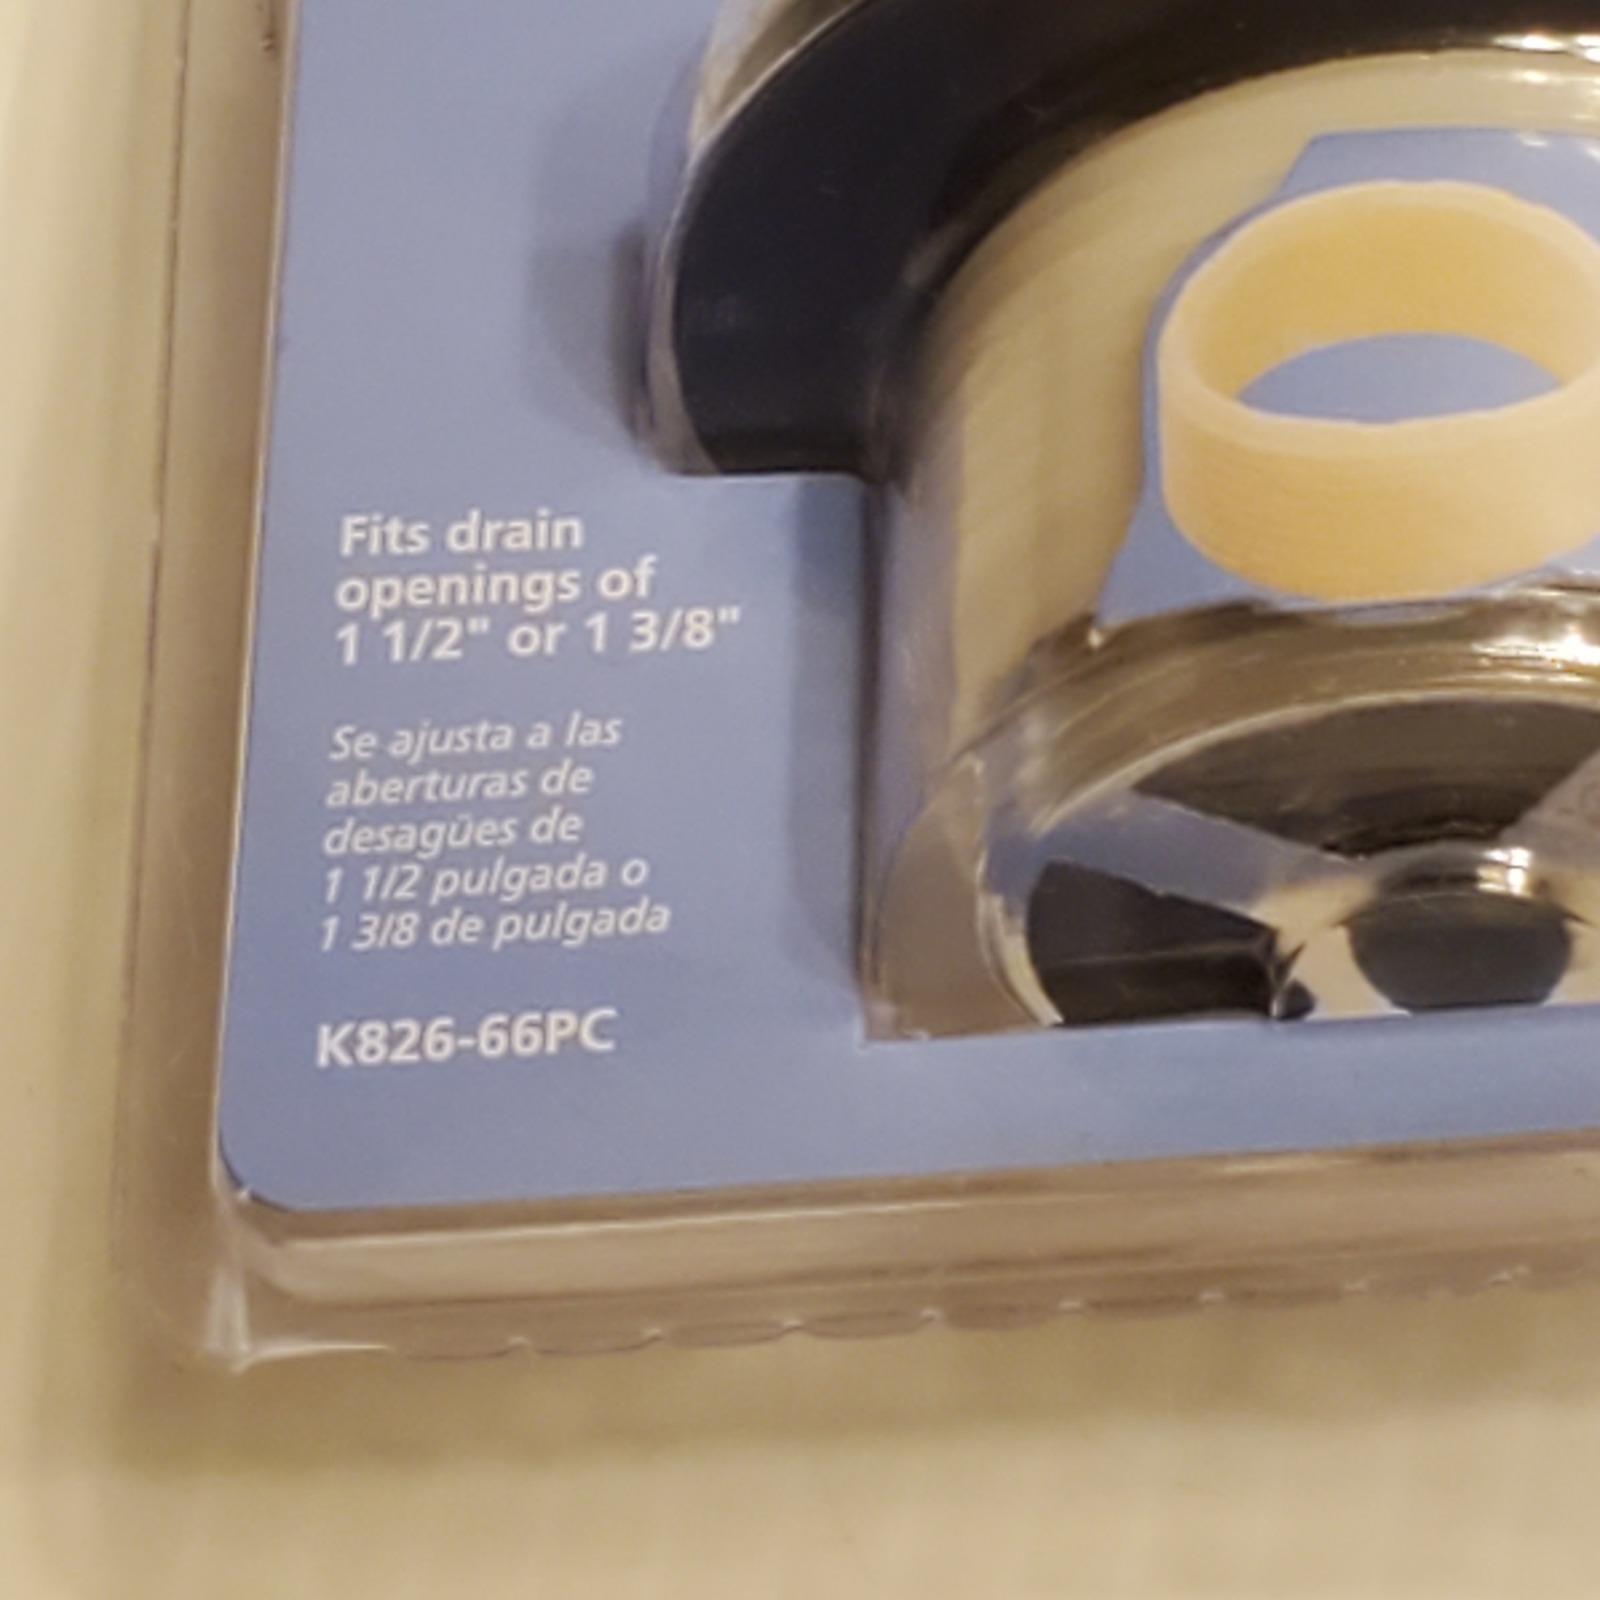 Fits drain
openings of
1 1/2" or 1 3/8"
Se ajusta a las
aberturas de
desagües de
1 1/2 pulgada o
1 3/8 de pulgada
K826-66PC